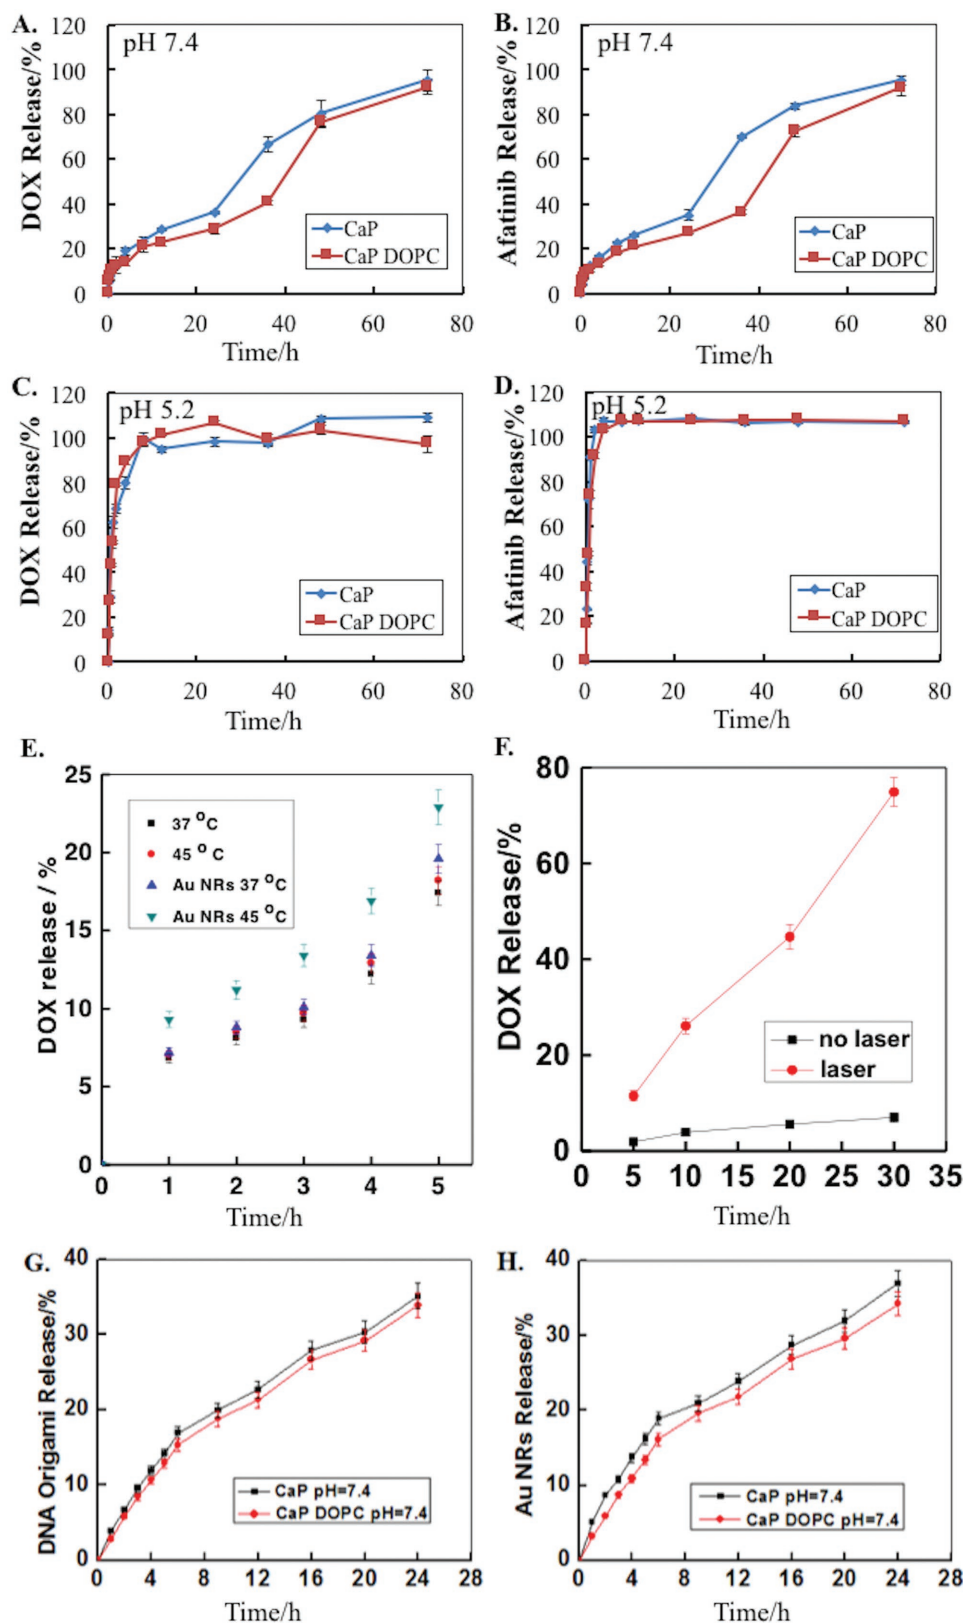 A.
DOX Release/%
120
100
80
60
40
20
0
pH 7.4
CaP
CaP DOPC
0 20 40 60 80
Time/h
B.
Afatinib Release/%
120
100
80
60
40
20
0
pH 7.4
CaP
CaP DOPC
0 20 40 60 80
Time/h
C.
DOX Release/%
120
100
80
60
40
20
0
pH 5.2
CaP
CaP DOPC
0 20 40 60 80
Time/h
D.
Afatinib Release/%
120
100
80
60
40
20
0
pH 5.2
CaP
CaP DOPC
0 20 40 60 80
Time/h
E.
DOX release / %
25
20
15
10
5
0
37 °C
45 °C
Au NRs 37 °C
Au NRs 45 °C
0 1 2 3 4 5
Time/h
F.
DOX Release/%
80
60
40
20
0
no laser
laser
0 5 10 15 20 25 30 35
Time/h
G.
DNA Origami Release/%
40
30
20
10
0
CaP pH=7.4
CaP DOPC pH=7.4
0 4 8 12 16 20 24 28
Time/h
H.
Au NRs Release/%
40
30
20
10
0
CaP pH=7.4
CaP DOPC pH=7.4
0 4 8 12 16 20 24 28
Time/h